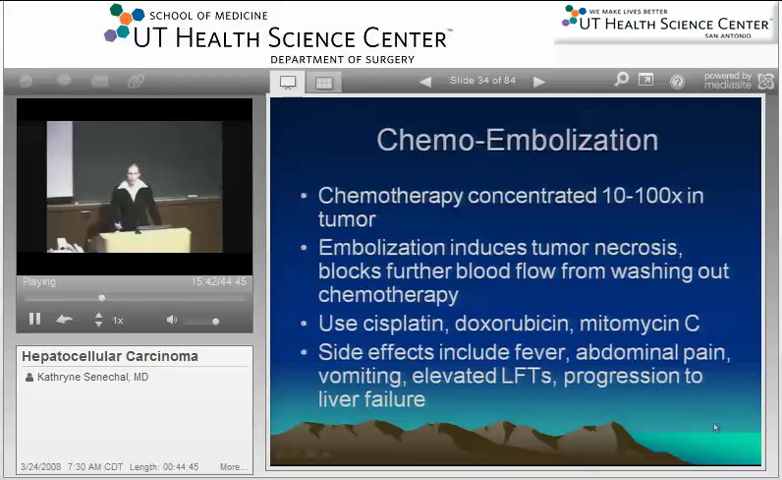 SCHOOL OF MEDICINE
UT HEALTH SCIENCE CENTER™
DEPARTMENT OF SURGERY
WE MAKE LIVES BETTER
UT HEALTH SCIENCE CENTER
SAN ANTONIO
Slide 34 of 84
powered by
mediasite
Playing
15:42/44:45
1x
Hepatocellular Carcinoma
Kathryne Senechal, MD
3/24/2008 7:30 AM CDT Length: 00:44:45 More...
Chemo-Embolization
• Chemotherapy concentrated 10-100x in
tumor
• Embolization induces tumor necrosis,
blocks further blood flow from washing out
chemotherapy
• Use cisplatin, doxorubicin, mitomycin C
• Side effects include fever, abdominal pain,
vomiting, elevated LFTs, progression to
liver failure